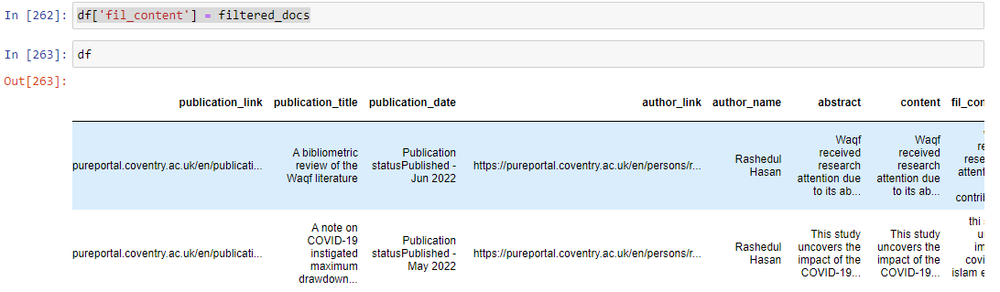 In [262]: df['fil_content'] = filtered_docs
In [263]: df
Out[263]:
publication_link publication_title publication_date author_link author_name abstract content
pureportal.coventry.ac.uk/en/publicati...
A bibliometric
review of the
Waqf literature
Publication
statusPublished -
Jun 2022
https://pureportal.coventry.ac.uk/en/persons/r...
Rashedul
Hasan
Waqf
received
research
attention due
to its ab...
Waqf
received
research
attention due
to its ab...
pureportal.coventry.ac.uk/en/publicati...
A note on
COVID-19
instigated
maximum
drawdown...
Publication
statusPublished -
May 2022
https://pureportal.coventry.ac.uk/en/persons/r...
Rashedul
Hasan
This study
uncovers the
impact of the
COVID-19...
This study
uncovers the
impact of the
COVID-19...
thi
islam